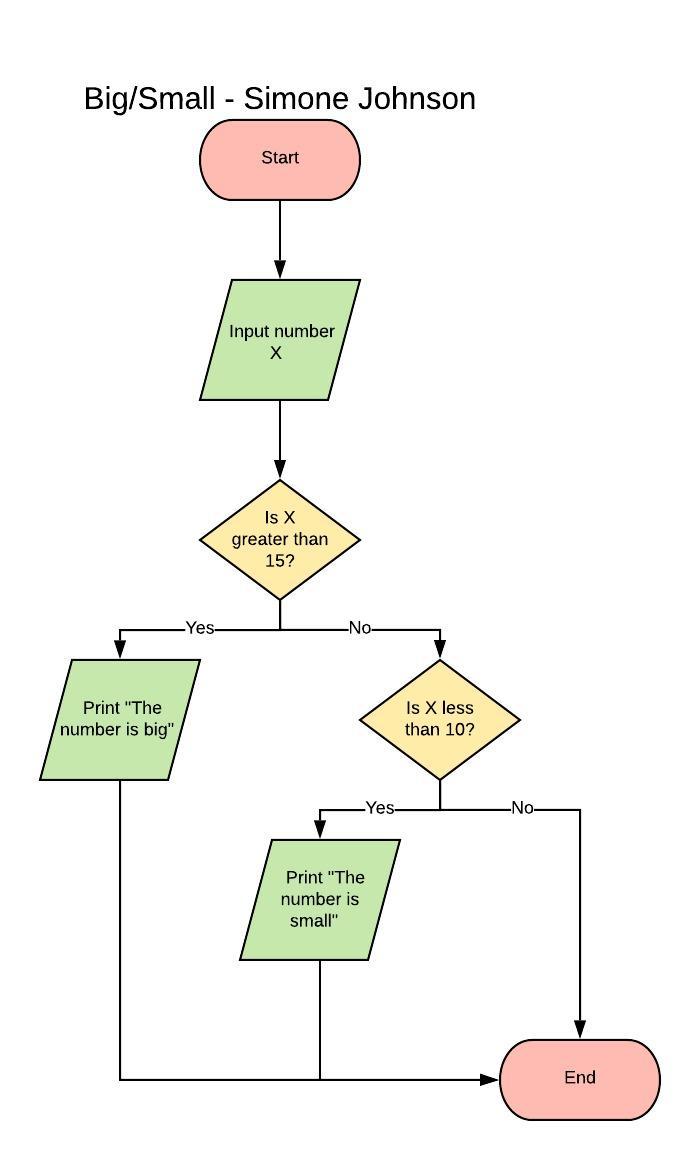 Big/Small - Simone Johnson
Start
Input number
X
Is X
greater than
15?
Yes
No
Print "The
number is big"
Is X less
than 10?
Yes
No
Print "The
number is
small"
End